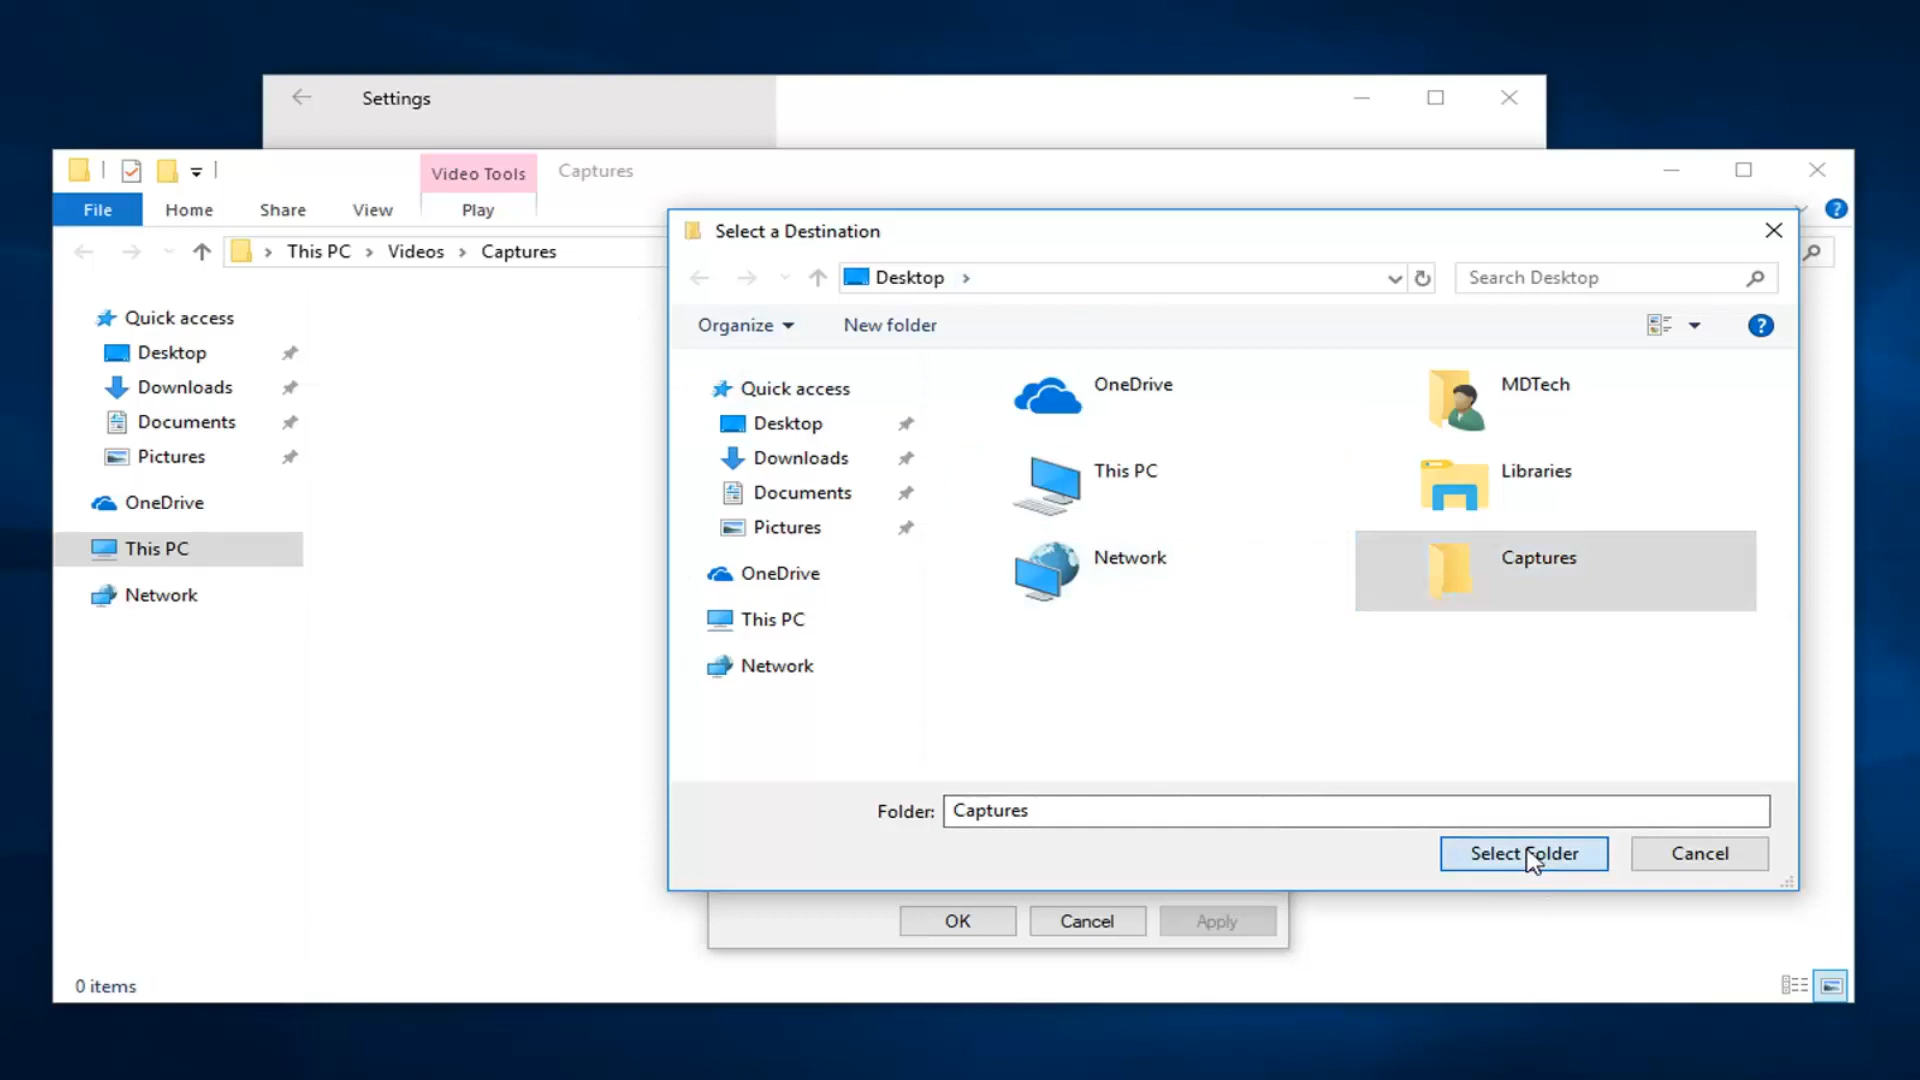 Settings
Video Tools
Captures
File
Home
Share
View
Play
This PC
Videos
Captures
Quick access
Desktop
Downloads
Documents
Pictures
OneDrive
This PC
Network
0 items
Select a Destination
Desktop
Search Desktop
Organize
New folder
Quick access
Desktop
Downloads
Documents
Pictures
OneDrive
This PC
Network
OneDrive
MDTech
This PC
Libraries
Network
Captures
Folder:
Captures
Select Folder
Cancel
OK
Cancel
Apply